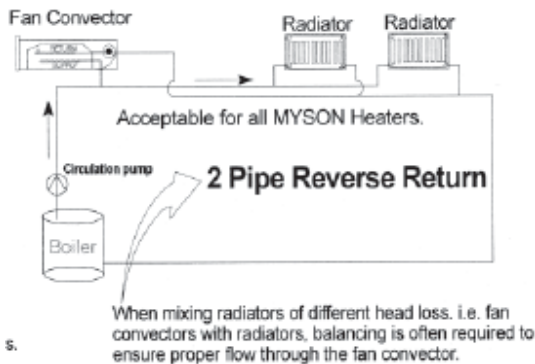 Fan Convector
Radiator
Radiator
RETURN
SUPPLY
Acceptable for all MYSON Heaters.
Circulation pump
2 Pipe Reverse Return
Boiler
When mixing radiators of different head loss. i.e. fan
convectors with radiators, balancing is often required to
s.
ensure proper flow through the fan convector.